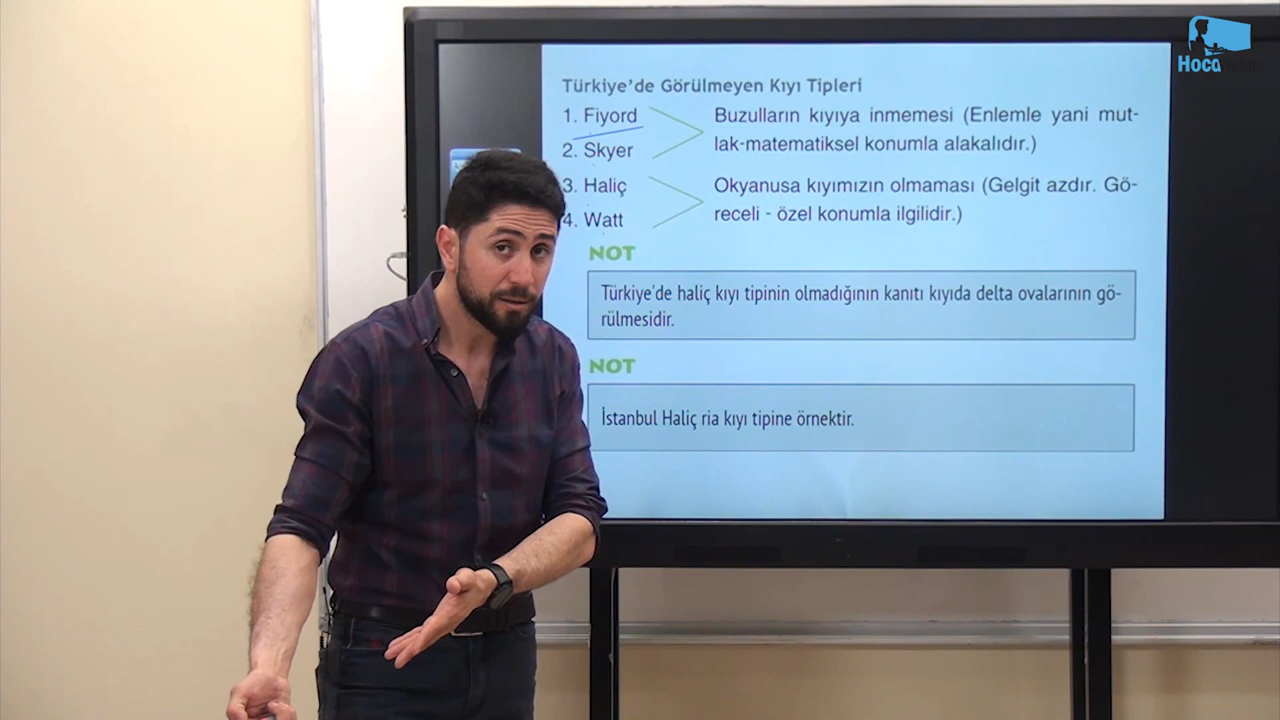 Türkiye'de Görülmeyen Kıyı Tipleri
1. Fiyord
2. Skyer
Buzulların kıyıya inmemesi (Enlemle yani mut-
lak-matematiksel konumla alakalıdır.)
3. Haliç
4. Watt
Okyanusa kıyımızın olmaması (Gelgit azdır. Gö-
receli - özel konumla ilgilidir.)
NOT
Türkiye'de haliç kıyı tipinin olmadığının kanıtı kıyıda delta ovalarının gö-
rülmesidir.
NOT
İstanbul Haliç ria kıyı tipine örnektir.